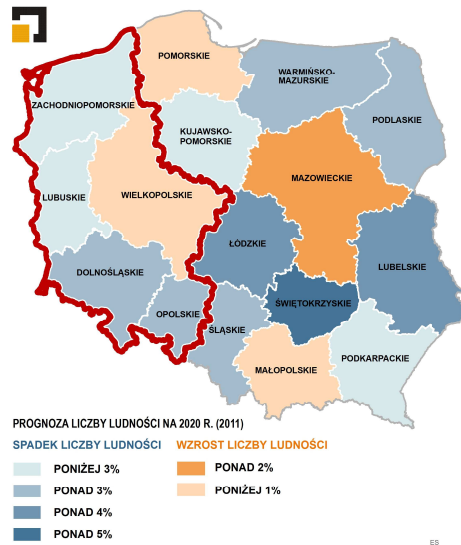 POMORSKIE
WARMIŃSKO-
MAZURSKIE
ZACHODNIOPOMORSKIE
PODLASKIE
KUJAWSKO-
POMORSKIE
MAZOWIECKIE
LUBUSKIE
WIELKOPOLSKIE
ŁÓDZKIE
LUBELSKIE
DOLNOŚLĄSKIE
ŚWIĘTOKRZYSKIE
OPOLSKIE
ŚLĄSKIE
PODKARPACKIE
MAŁOPOLSKIE
PROGNOZA LICZBY LUDNOŚCI NA 2020 R. (2011)
SPADEK LICZBY LUDNOŚCI WZROST LICZBY LUDNOŚCI
PONIŻEJ 3% PONAD 2%
PONAD 3% PONIŻEJ 1%
PONAD 4%
PONAD 5%
ES